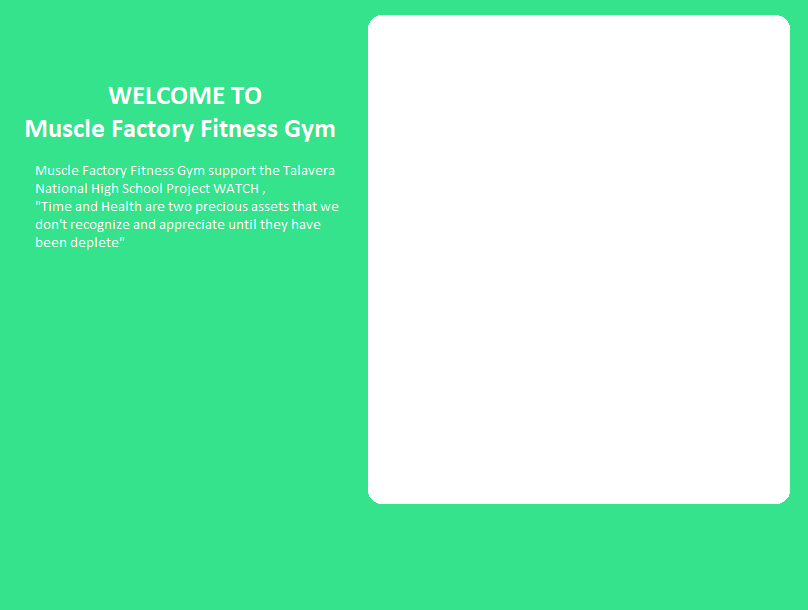 WELCOME TO
Muscle Factory Fitness Gym
Muscle Factory Fitness Gym support the Talavera
National High School Project WATCH ,
"Time and Health are two precious assets that we
don't recognize and appreciate until they have
been deplete"